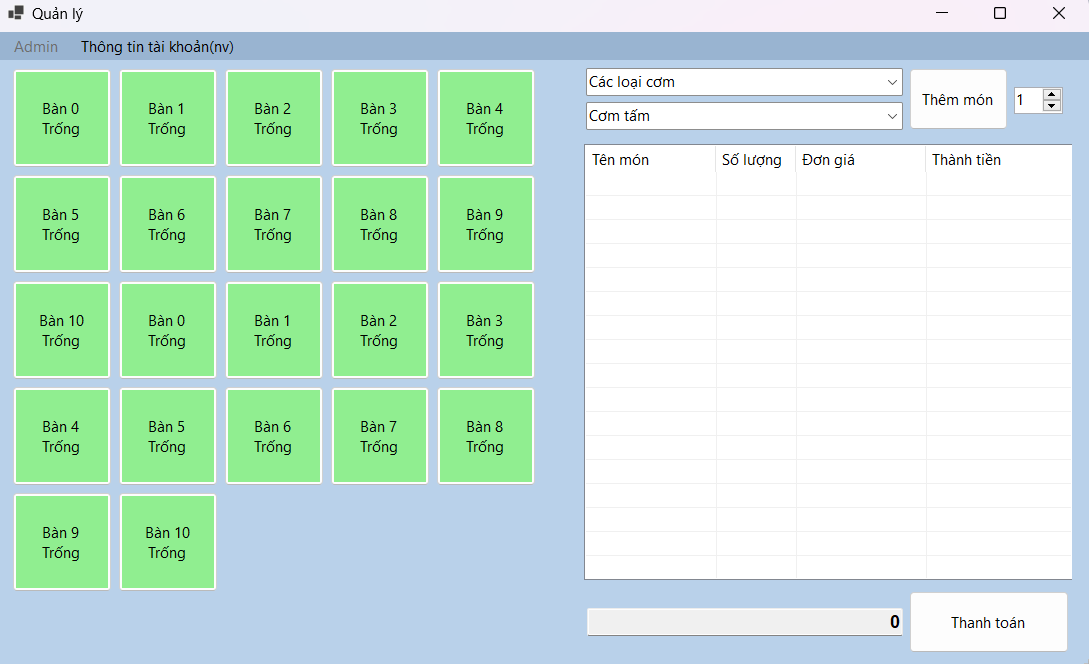 Quản lý
Admin Thông tin tài khoản(nv)
Bàn 0
Trống
Bàn 1
Trống
Bàn 2
Trống
Bàn 3
Trống
Bàn 4
Trống
Bàn 5
Trống
Bàn 6
Trống
Bàn 7
Trống
Bàn 8
Trống
Bàn 9
Trống
Bàn 10
Trống
Bàn 0
Trống
Bàn 1
Trống
Bàn 2
Trống
Bàn 3
Trống
Bàn 4
Trống
Bàn 5
Trống
Bàn 6
Trống
Bàn 7
Trống
Bàn 8
Trống
Bàn 9
Trống
Bàn 10
Trống
Các loại cơm
Cơm tấm
Thêm món
1
Tên món Số lượng Đơn giá Thành tiền
0
Thanh toán